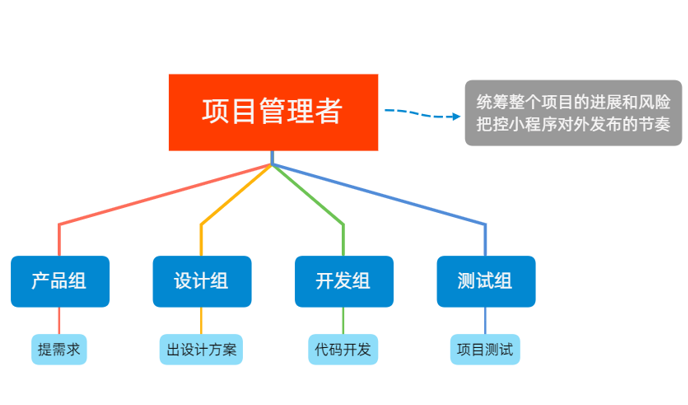 项目管理者
统筹整个项目的进展和风险
把控小程序对外发布的节奏
产品组
设计组
开发组
测试组
提需求
出设计方案
代码开发
项目测试